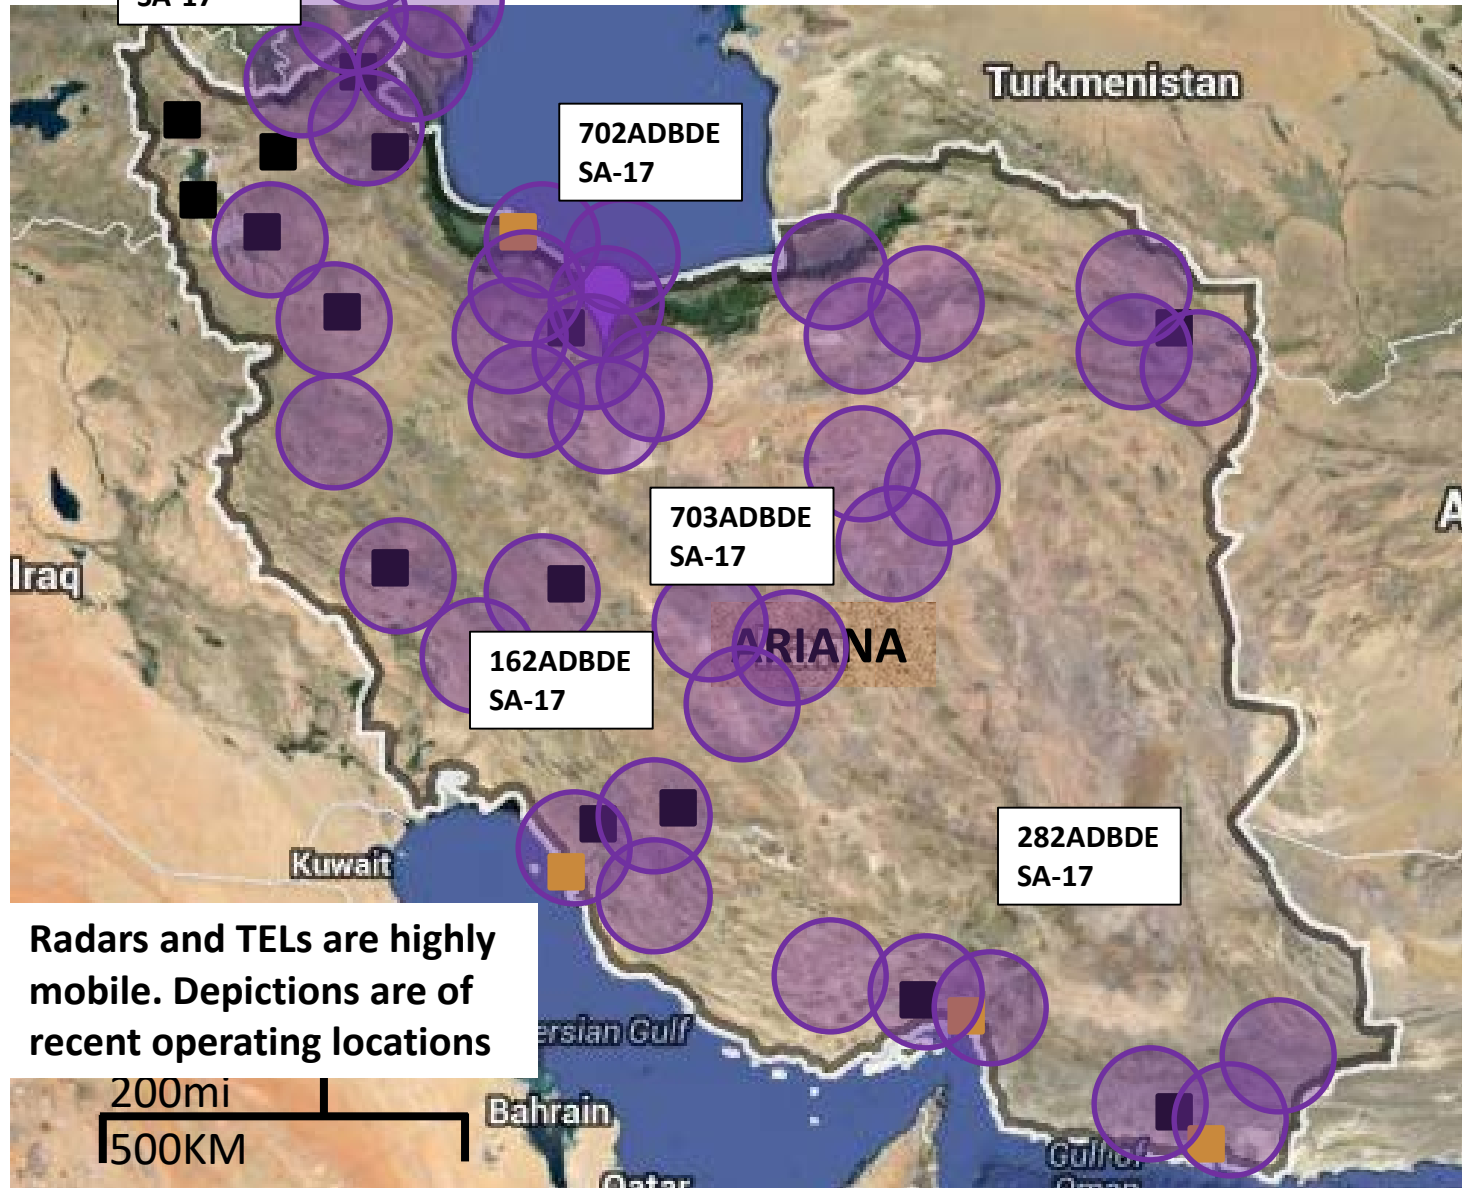 SA-17
Turkmenistan
702ADBDE
SA-17
703ADBDE
SA-17
A
Iraq
ARIANA
162ADBDE
SA-17
282ADBDE
SA-17
Kuwait
Radars and TELs are highly
mobile. Depictions are of
recent operating locations
ersian Gulf
200mi
500KM
Bahrain
Gulf of
Oman
Qatar